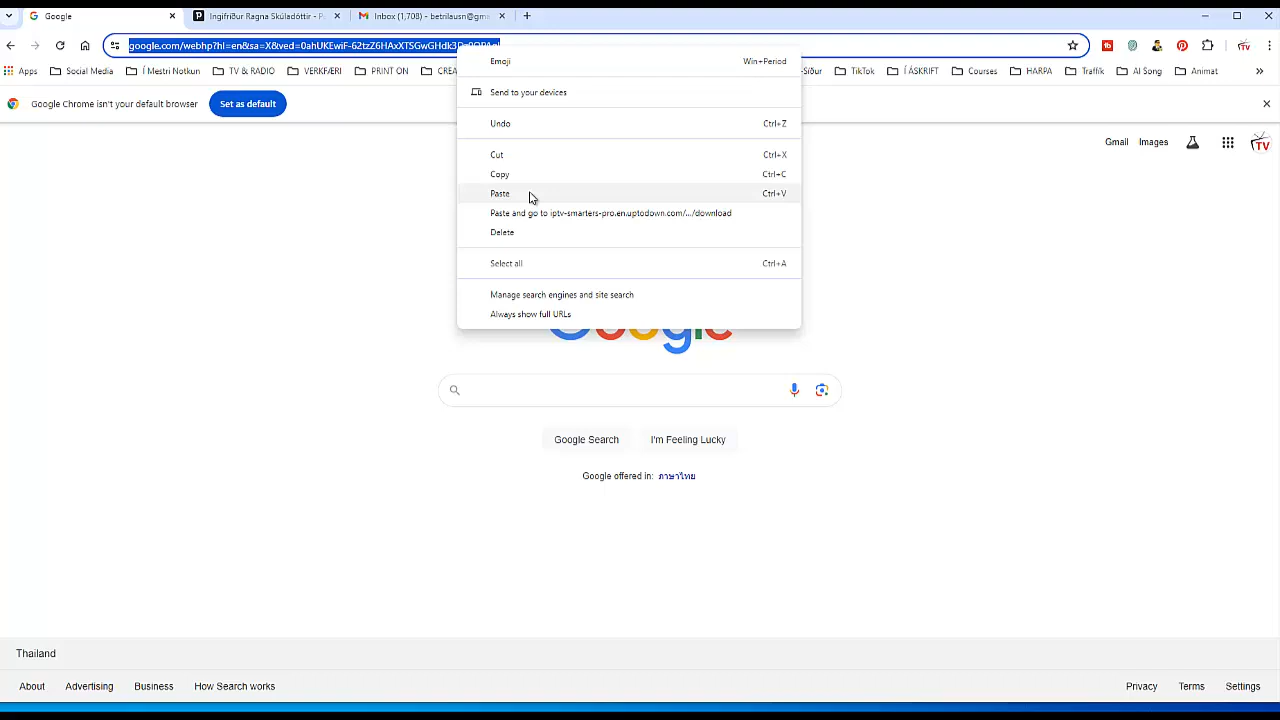 Google
Ingifríður Ragna Skúladóttir - P
Inbox (1,708) - betrilausn@gm
google.com/webhp?hl=en&sa=X&ved=0ahUKEwiF-62tzZ6HAxXTSGwGHdk3
Apps
Social Media
Í Mestri Notkun
TV & RADIO
VERKFÆRI
PRINT ON
CREA
-Síður
TikTok
Í ÁSKRIFT
Courses
HARPA
Traffík
AI Song
Animat
Google Chrome isn't your default browser
Set as default
Emoji Win+Period
Send to your devices
Undo Ctrl+Z
Cut Ctrl+X
Copy Ctrl+C
Paste Ctrl+V
Paste and go to iptv-smarters-pro.en.uptodown.com/.../download
Delete
Select all Ctrl+A
Manage search engines and site search
Always show full URLs
Gmail
Images
TV
Google
Google Search
I'm Feeling Lucky
Google offered in: ภาษาไทย
Thailand
About
Advertising
Business
How Search works
Privacy
Terms
Settings